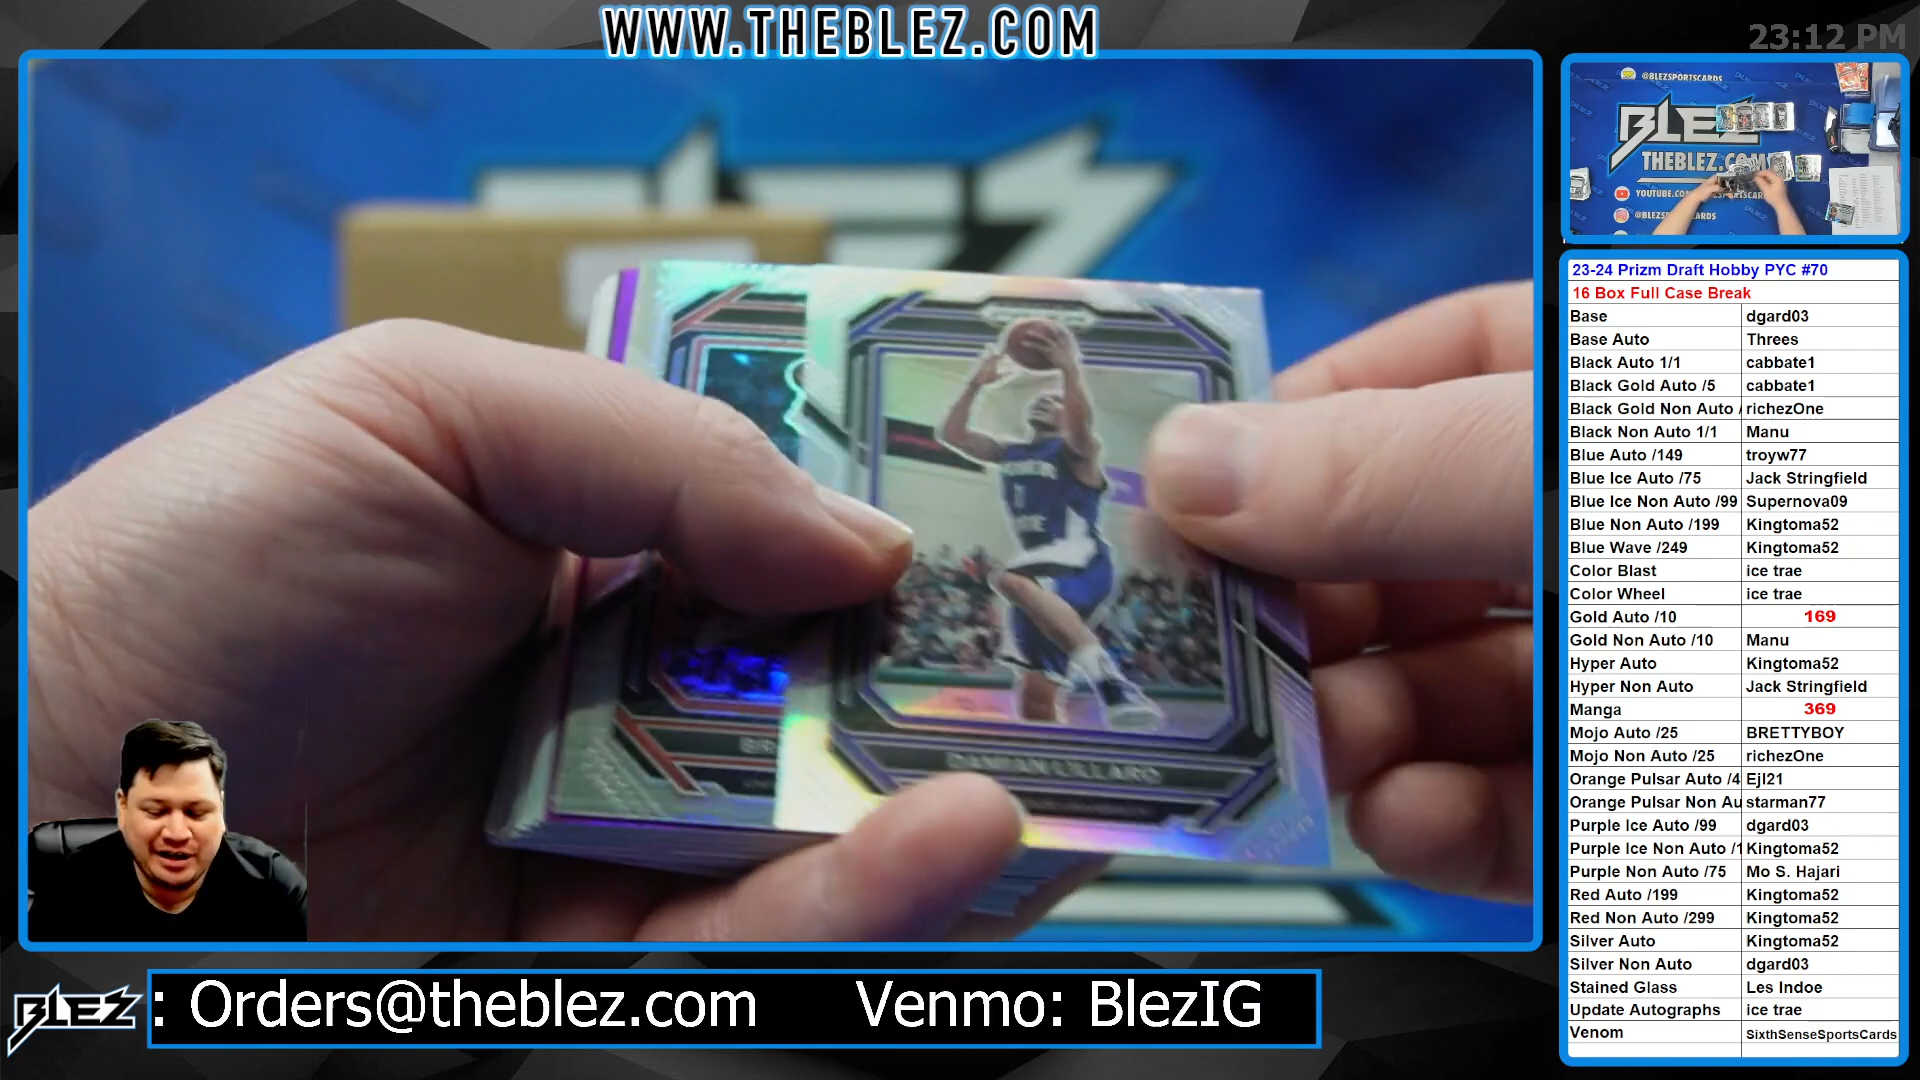 WWW.THEBLEZ.COM
23:12 PM
@BLEZSPORTSCARDS
BLEZ
THEBLEZ.COM
BLEZ
DAMIAN LILLARD
BR
23-24 Prizm Draft Hobby PYC #70
16 Box Full Case Break
Base dgard03
Base Auto Threes
Black Auto 1/1 cabbate1
Black Gold Auto /5 cabbate1
Black Gold Non Auto / richezOne
Black Non Auto 1/1 Manu
Blue Auto /149 troyw77
Blue Ice Auto /75 Jack Stringfield
Blue Ice Non Auto /99 Supernova09
Blue Non Auto /199 Kingtoma52
Blue Wave /249 Kingtoma52
Color Blast ice trae
Color Wheel ice trae
Gold Auto /10 169
Gold Non Auto /10 Manu
Hyper Auto Kingtoma52
Hyper Non Auto Jack Stringfield
Manga 369
Mojo Auto /25 BRETTYBOY
Mojo Non Auto /25 richezOne
Orange Pulsar Auto /4 Ejl21
Orange Pulsar Non Au starman77
Purple Ice Auto /99 dgard03
Purple Ice Non Auto /1 Kingtoma52
Purple Non Auto /75 Mo S. Hajari
Red Auto /199 Kingtoma52
Red Non Auto /299 Kingtoma52
Silver Auto Kingtoma52
Silver Non Auto dgard03
Stained Glass Les Indoe
Update Autographs ice trae
Venom SixthSenseSportsCards
BLEZ : Orders@theblez.com Venmo: BlezIG